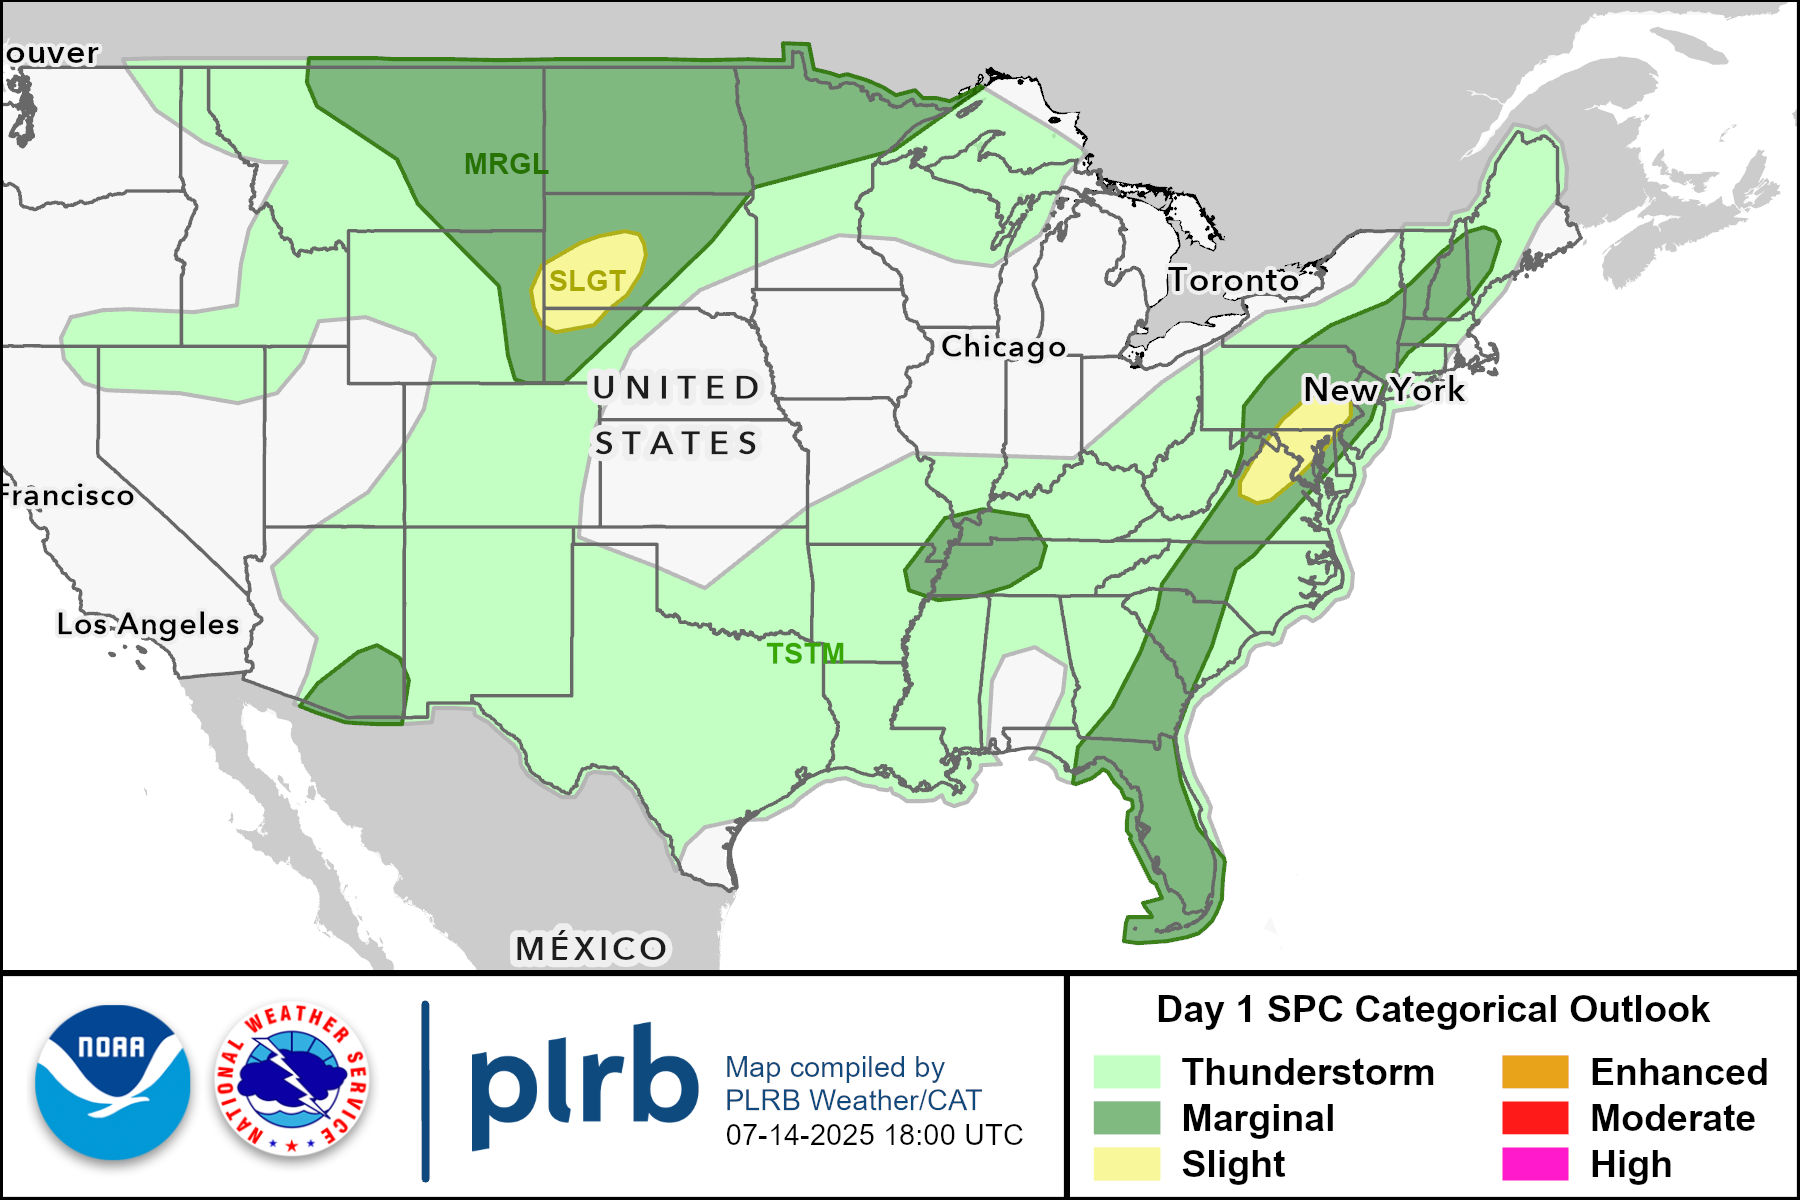 ouver
MRGL
SLGT
Toronto
Chicago
New York
UNITED
STATES
Francisco
Los Angeles
TSTM
MÉXICO
NOAA
NATIONAL WEATHER SERVICE
plrb
Map compiled by
PLRB Weather/CAT
07-14-2025 18:00 UTC
Day 1 SPC Categorical Outlook
Thunderstorm
Marginal
Slight
Enhanced
Moderate
High